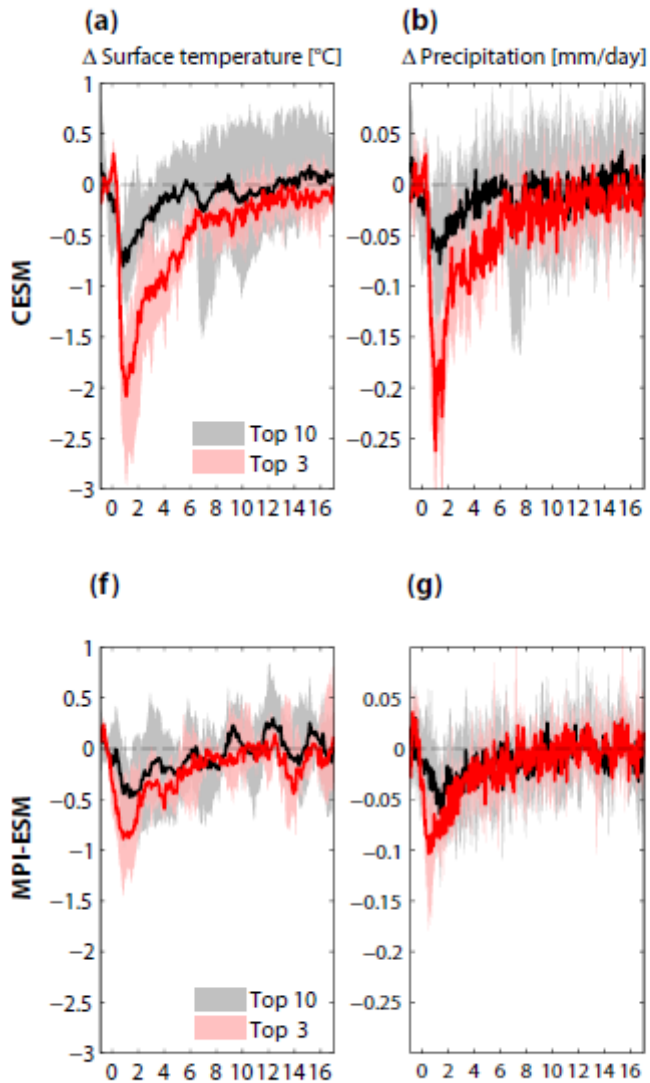 (a)
(b)
Δ Surface temperature [°C]
Δ Precipitation [mm/day]
1
0.5
0
−0.5
−1
−1.5
−2
−2.5
−3
0.05
0
−0.05
−0.1
−0.15
−0.2
−0.25
CESM
Top 10
Top 3
0 2 4 6 8 10 12 14 16
0 2 4 6 8 10 12 14 16
(f)
(g)
1
0.5
0
−0.5
−1
−1.5
−2
−2.5
−3
0.05
0
−0.05
−0.1
−0.15
−0.2
−0.25
MPI-ESM
Top 10
Top 3
0 2 4 6 8 10 12 14 16
0 2 4 6 8 10 12 14 16